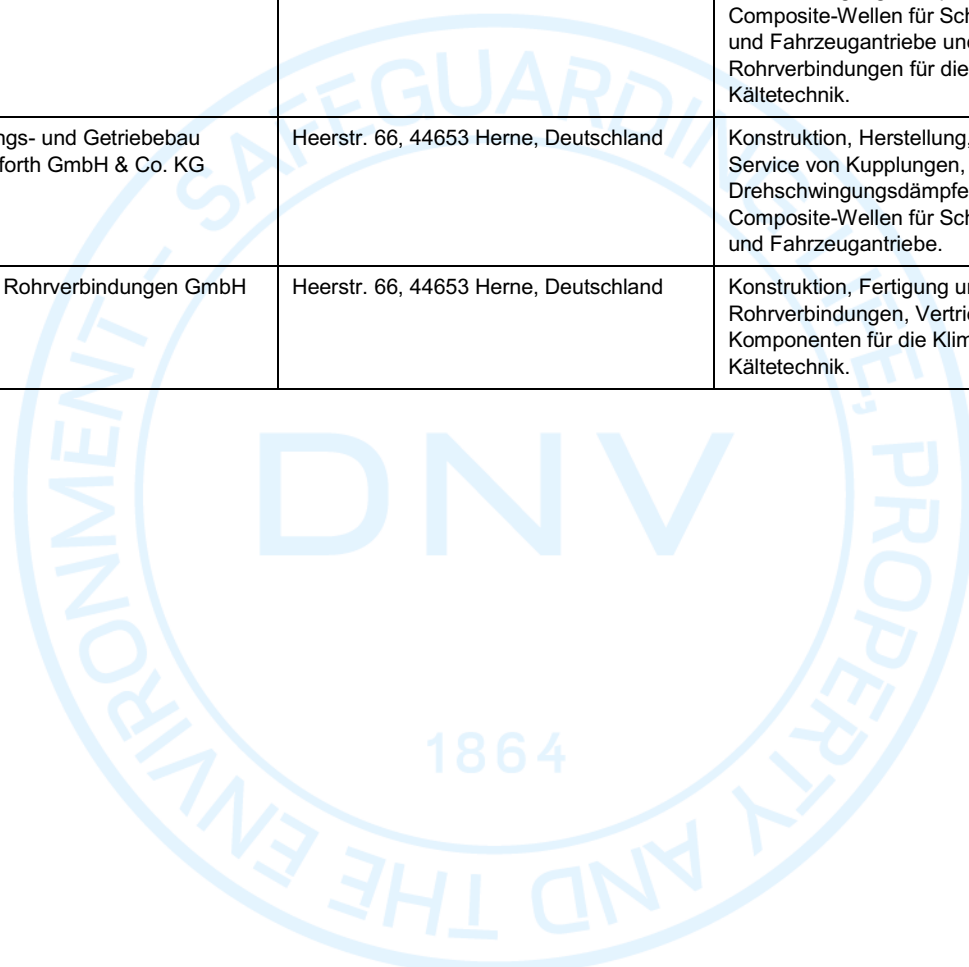 Composite-Wellen für Sch
und Fahrzeugantriebe und
Rohrverbindungen für die
Kältetechnik.
ngs- und Getriebebau
forth GmbH & Co. KG
Heerstr. 66, 44653 Herne, Deutschland
Konstruktion, Herstellung,
Service von Kupplungen,
Drehschwingungsdämpfe
Composite-Wellen für Sch
und Fahrzeugantriebe.
Rohrverbindungen GmbH
Heerstr. 66, 44653 Herne, Deutschland
Konstruktion, Fertigung u
Rohrverbindungen, Vertri
Komponenten für die Klim
Kältetechnik.
SAFEGUARDING LIFE, PROPERTY AND THE ENVIRONMENT –
DNV
1864